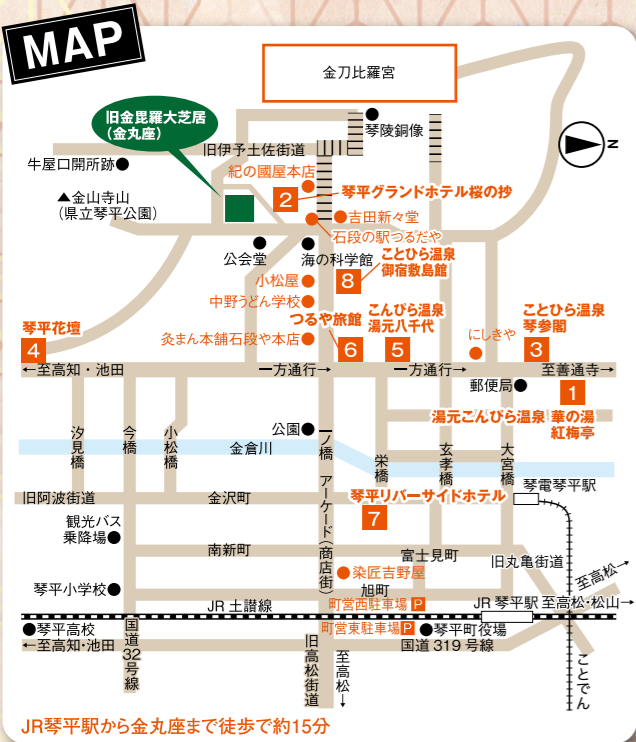 MAP
金刀比羅宮
旧金毘羅大芝居
(金丸座)
琴陵銅像
N
旧伊予土佐街道
牛屋口開所跡
紀の國屋本店
2
琴平グランドホテル桜の抄
▲金山寺山
(県立琴平公園)
吉田新々堂
石段の駅つるだや
公会堂
海の科学館
ことひら温泉
御宿敷島館
8
小松屋
中野うどん学校
つるや旅館
こんぴら温泉
湯元八千代
ことひら温泉
琴参閣
琴平花壇
灸まん本舗石段や本店
にしきや
4
6
5
3
←至高知・池田
一方通行→
一方通行→
至善通寺→
郵便局
1
湯元こんぴら温泉 華の湯
紅梅亭
公園
汐見橋
今橋
小松橋
金倉川
一ノ橋
栄橋
玄孝橋
大宮橋
琴電琴平駅
旧阿波街道
金沢町
アーケード(商店街)
琴平リバーサイドホテル
7
観光バス
乗降場
南新町
富士見町
旧丸亀街道
染匠吉野屋
旭町
至高松→
琴平小学校
JR 土讃線
町営西駐車場 P
JR 琴平駅 至高松・松山→
琴平高校
町営東駐車場 P
琴平町役場
←至高知・池田
国道32号線
旧高松街道
至高松→
国道 319 号線
ことでん
JR琴平駅から金丸座まで徒歩で約15分